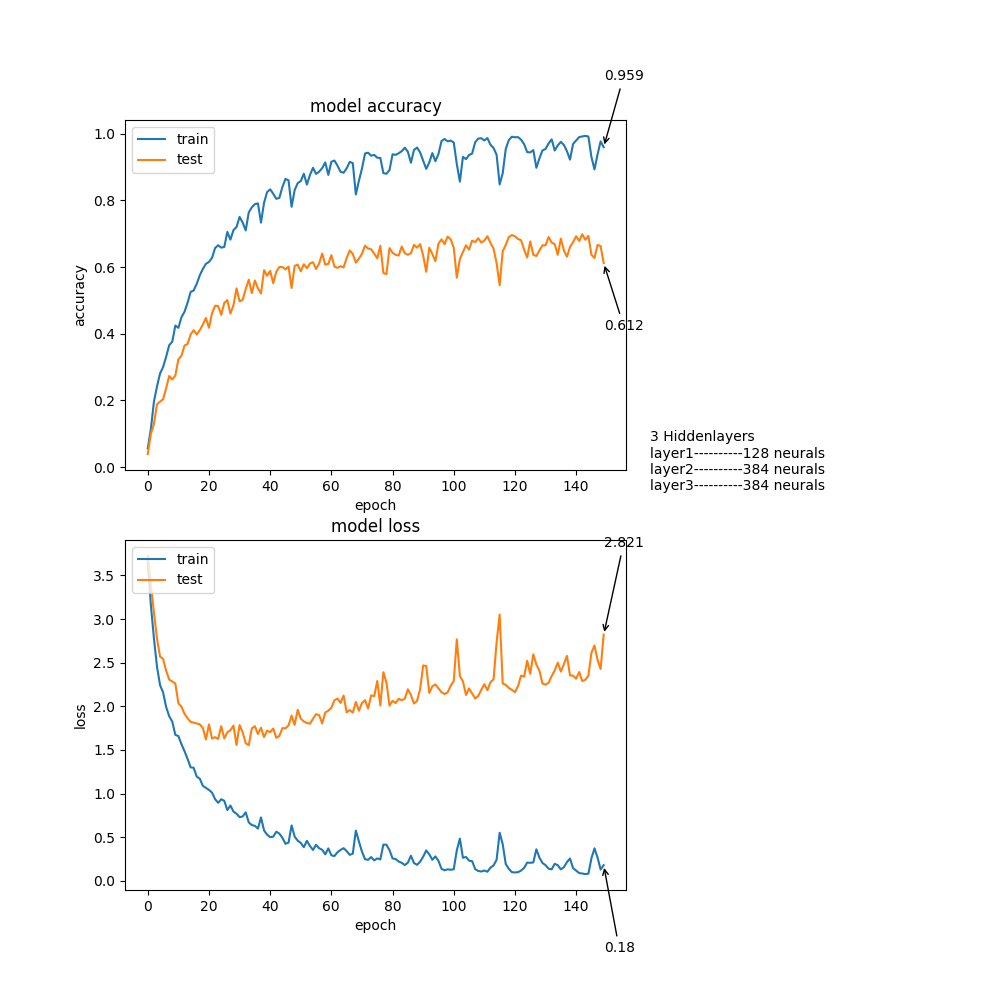 0.959
model accuracy
train
test
1.0
0.8
0.6
0.4
0.2
0.0
accuracy
0.612
0 20 40 60 80 100 120 140
epoch
3 Hiddenlayers
layer1----------128 neurals
layer2----------384 neurals
layer3----------384 neurals
model loss
2.821
train
test
3.5
3.0
2.5
2.0
1.5
1.0
0.5
0.0
loss
0 20 40 60 80 100 120 140
epoch
0.18